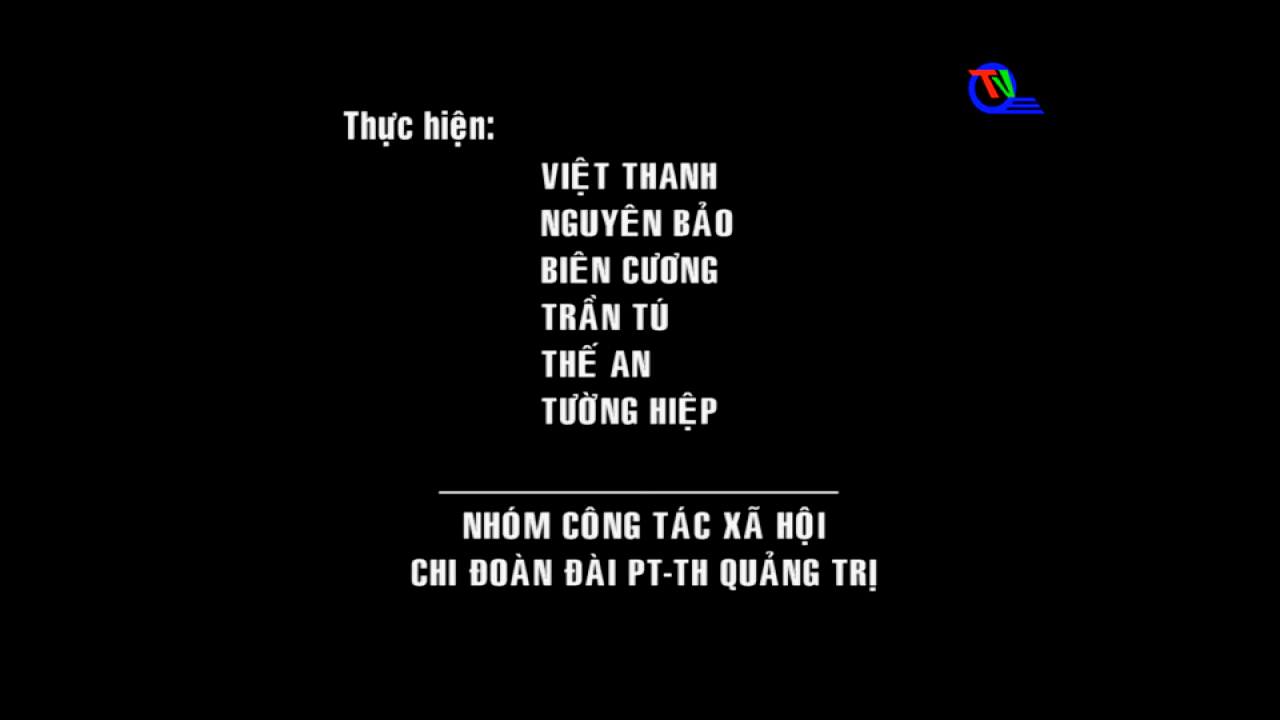 Thực hiện:
VIỆT THANH
NGUYÊN BẢO
BIÊN CƯƠNG
TRẦN TÚ
THẾ AN
TƯỜNG HIỆP
NHÓM CÔNG TÁC XÃ HỘI
CHI ĐOÀN ĐÀI PT-TH QUẢNG TRỊ
TV